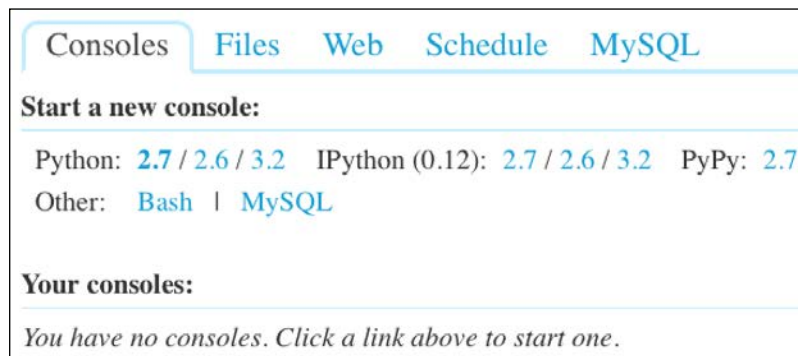 Consoles Files Web Schedule MySQL
Start a new console:
Python: 2.7 / 2.6 / 3.2 IPython (0.12): 2.7 / 2.6 / 3.2 PyPy: 2.7
Other: Bash | MySQL
Your consoles:
You have no consoles. Click a link above to start one.